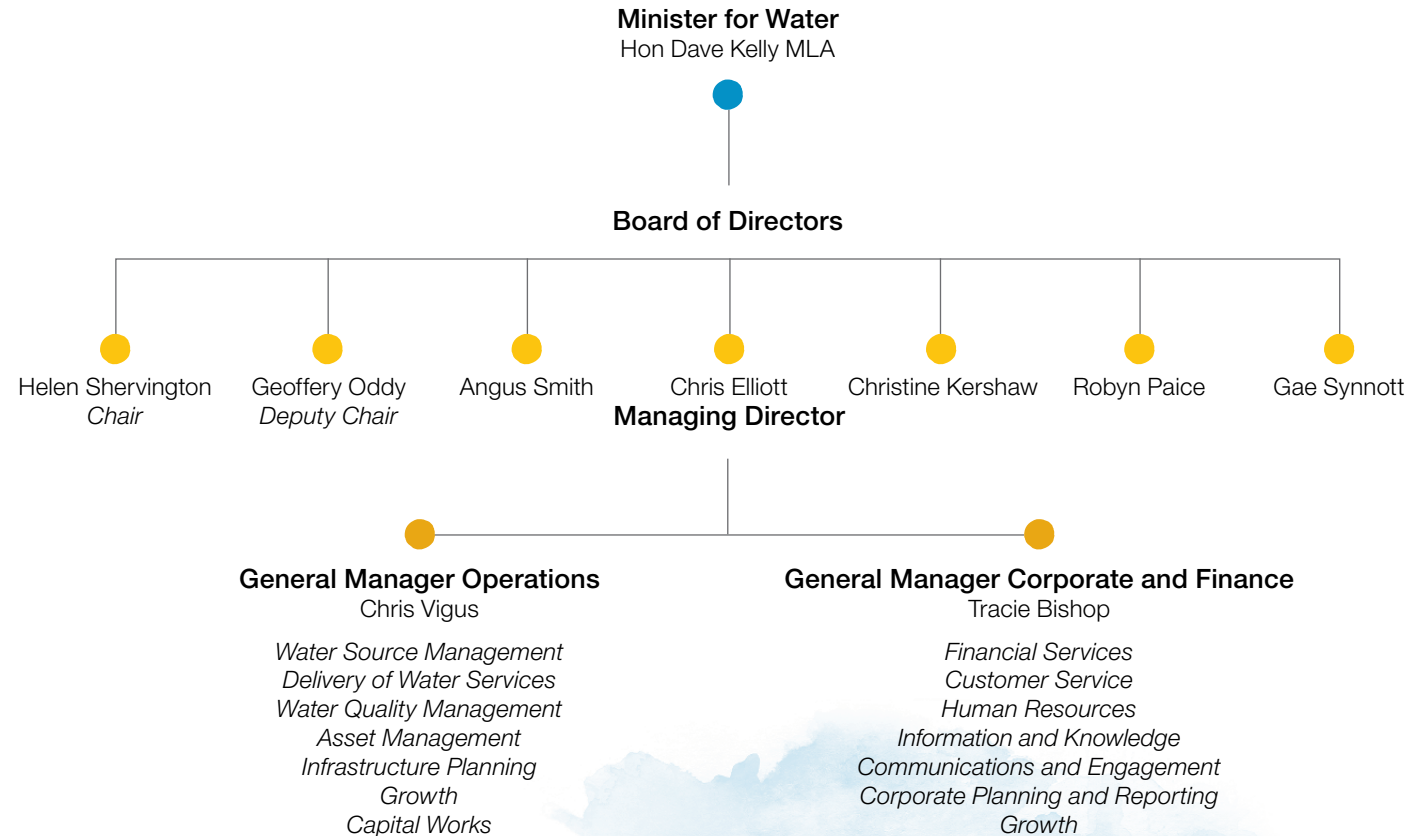 Minister for Water
Hon Dave Kelly MLA
Board of Directors
Helen Shervington
Chair
Geoffery Oddy
Deputy Chair
Angus Smith
Chris Elliott
Managing Director
Christine Kershaw
Robyn Paice
Gae Synnott
General Manager Operations
Chris Vigus
Water Source Management
Delivery of Water Services
Water Quality Management
Asset Management
Infrastructure Planning
Growth
Capital Works
General Manager Corporate and Finance
Tracie Bishop
Financial Services
Customer Service
Human Resources
Information and Knowledge
Communications and Engagement
Corporate Planning and Reporting
Growth